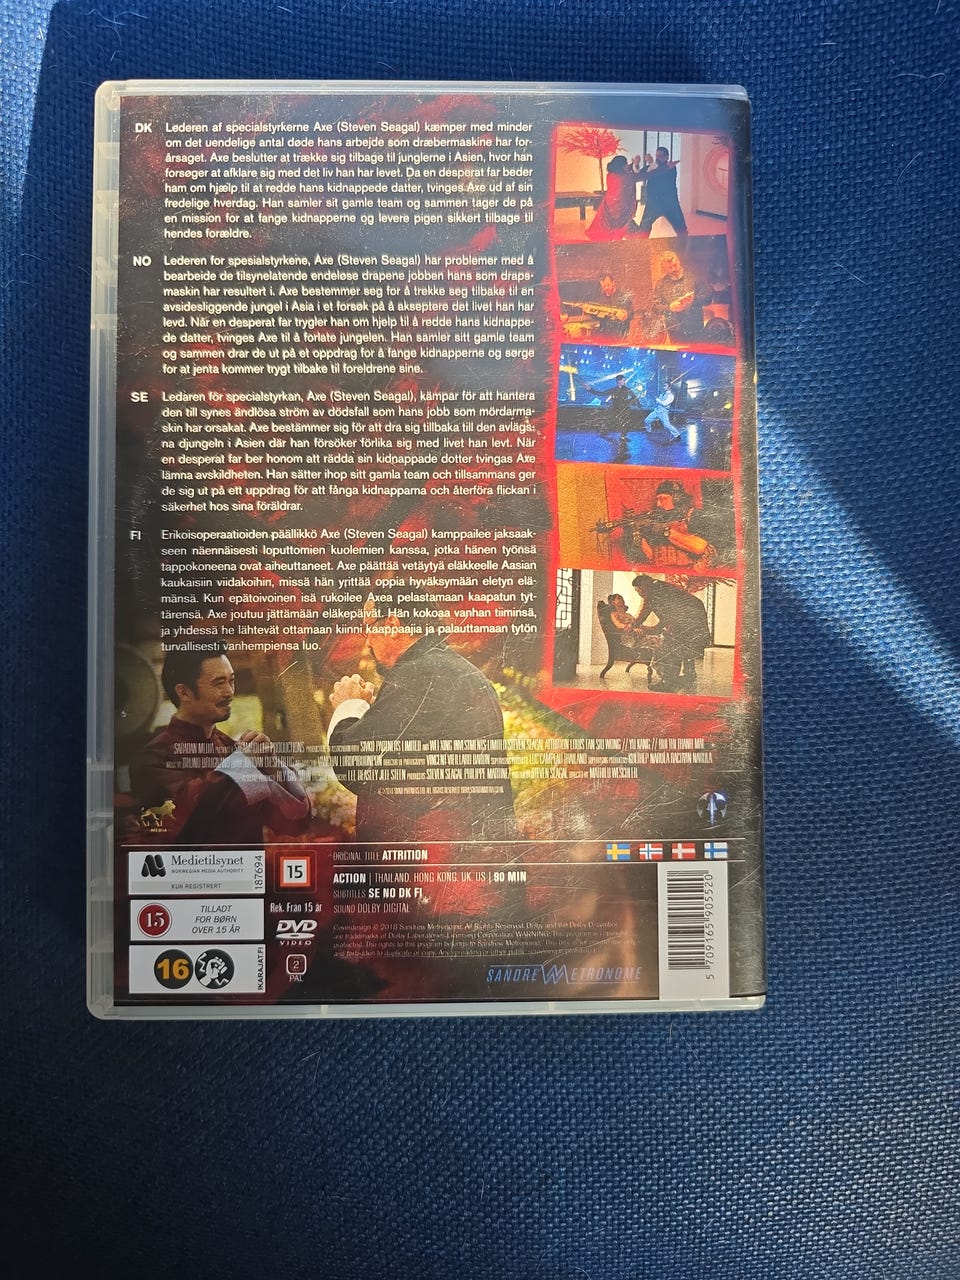 DK Lederen af specialstyrkerne Axe (Steven Seagal) kæmper med minder
om det uendelige antal døde hans arbejde som dræbermaskine har for-
årsaget. Axe beslutter at trække sig tilbage til junglerne i Asien, hvor han
forsøger at afklare sig med det liv han har levet. Da en desperat far beder
ham om hjælp til at redde hans kidnappede datter, tvinges Axe ud af sin
fredelige hverdag. Han samler sit gamle team og sammen tager de på
en mission for at fange kidnapperne og levere pigen sikkert tilbage til
hendes forældre.
NO Lederen for spesialstyrkene, Axe (Steven Seagal) har problemer med å
bearbeide de tilsynelatende endeløse drapene jobben hans som draps-
maskin har resultert i. Axe bestemmer seg for å trekke seg tilbake til en
avsidesliggende jungel i Asia i et forsøk på å akseptere det livet han har
levd. Når en desperat far trygler han om hjelp til å redde hans kidnappe-
de datter, tvinges Axe til å forlate jungelen. Han samler sitt gamle team
og sammen drar de ut på et oppdrag for å fange kidnapperne og sørge
for at jenta kommer trygt tilbake til foreldrene sine.
SE Ledaren för specialstyrkan, Axe (Steven Seagal), kämpar för att hantera
den till synes ändlösa ström av dödsfall som hans jobb som mördarma-
skin har orsakat. Axe bestämmer sig för att dra sig tillbaka till den avlägs-
na djungeln i Asien där han försöker förlika sig med livet han levt. När
en desperat far ber honom att rädda sin kidnappade dotter tvingas Axe
lämna avskildheten. Han sätter ihop sitt gamla team och tillsammans ger
de sig ut på ett uppdrag för att fånga kidnapparna och återföra flickan i
säkerhet hos sina föräldrar.
FI Erikoisoperaatioiden päällikkö Axe (Steven Seagal) kamppailee jaksaak-
seen näennäisesti loputtomien kuolemien kanssa, jotka hänen työnsä
tappokoneena ovat aiheuttaneet. Axe päättää vetäytyä eläkkeelle Aasian
kaukaisiin viidakoihin, missä hän yrittää oppia hyväksymään eletyn elä-
mänsä. Kun epätoivoinen isä rukoilee Axea pelastamaan kaapatun tyt-
tärensä, Axe joutuu jättämään eläkepäivät. Hän kokoaa vanhan tiiminsä,
ja yhdessä he lähtevät ottamaan kiinni kaappaajia ja palauttamaan tytön
turvallisesti vanhempiensa luo.
Medietilsynet
NORWEGIAN MEDIA AUTHORITY
KUN REGISTRERT
187694
15
Rek. Från 15 år
15
TILLADT
FOR BØRN
OVER 15 ÅR
DVD
VIDEO
16
IKARAJAT.FI
2
PAL
ORIGINAL TITLE ATTRITION
ACTION | THAILAND, HONG KONG, UK, US | 90 MIN
SUBTITLES SE NO DK FI
SOUND DOLBY DIGITAL
SANDREW METRONOME
5 709165 905520